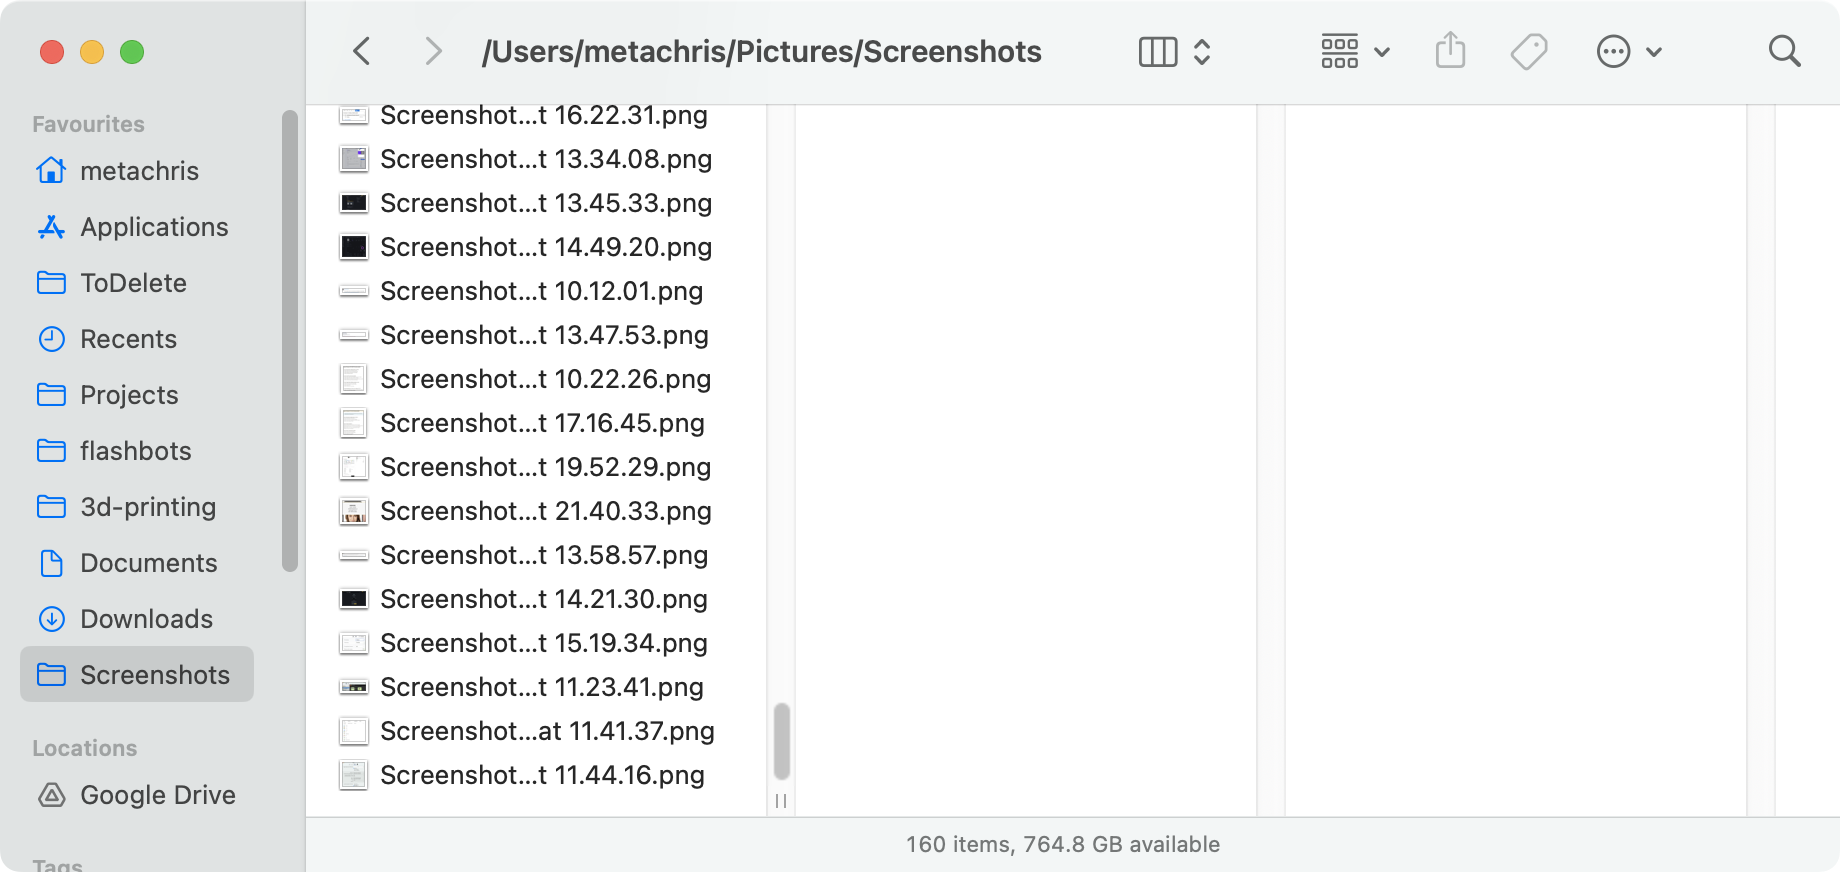 /Users/metachris/Pictures/Screenshots
Favourites
metachris
Applications
ToDelete
Recents
Projects
flashbots
3d-printing
Documents
Downloads
Screenshots
Locations
Google Drive
Tags
Screenshot...t 16.22.31.png
Screenshot...t 13.34.08.png
Screenshot...t 13.45.33.png
Screenshot...t 14.49.20.png
Screenshot...t 10.12.01.png
Screenshot...t 13.47.53.png
Screenshot...t 10.22.26.png
Screenshot...t 17.16.45.png
Screenshot...t 19.52.29.png
Screenshot...t 21.40.33.png
Screenshot...t 13.58.57.png
Screenshot...t 14.21.30.png
Screenshot...t 15.19.34.png
Screenshot...t 11.23.41.png
Screenshot...at 11.41.37.png
Screenshot...t 11.44.16.png
160 items, 764.8 GB available